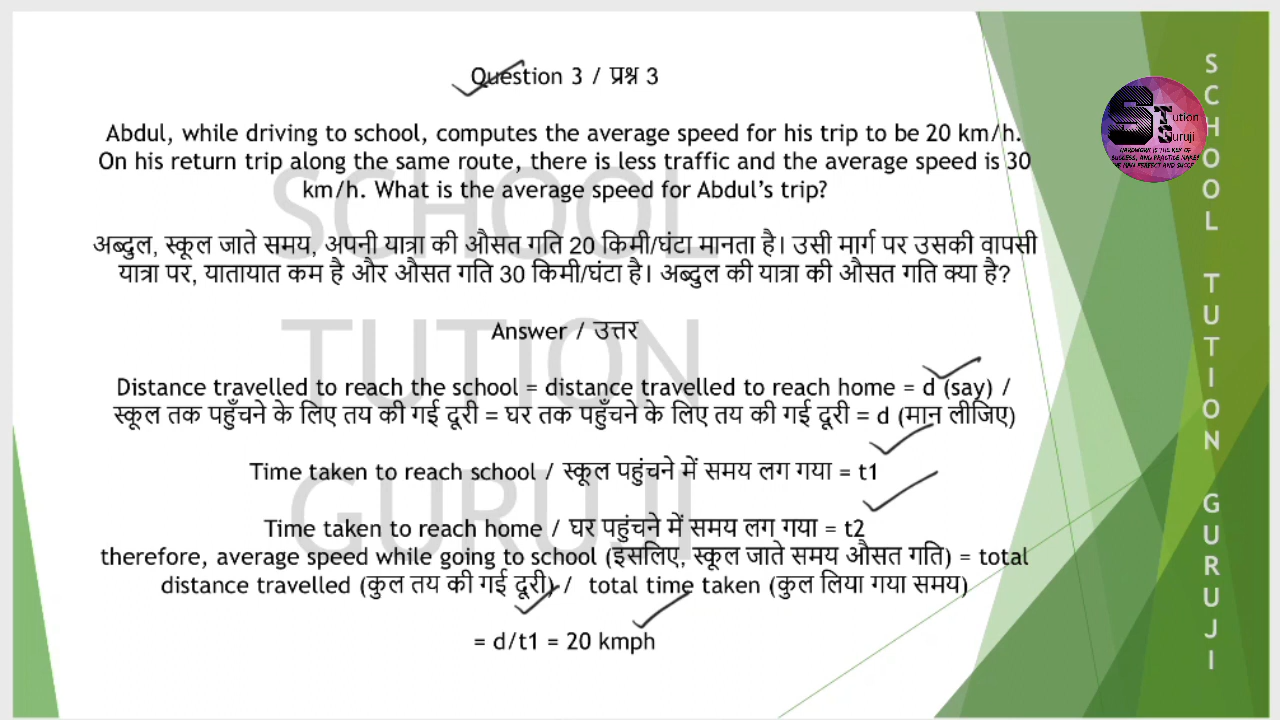 Question 3 / प्रश्न 3
Abdul, while driving to school, computes the average speed for his trip to be 20 km/h.
On his return trip along the same route, there is less traffic and the average speed is 30
km/h. What is the average speed for Abdul’s trip?
अब्दुल, स्कूल जाते समय, अपनी यात्रा की औसत गति 20 किमी/घंटा मानता है। उसी मार्ग पर उसकी वापसी
यात्रा पर, यातायात कम है और औसत गति 30 किमी/घंटा है। अब्दुल की यात्रा की औसत गति क्या है?
Answer / उत्तर
Distance travelled to reach the school = distance travelled to reach home = d (say) /
स्कूल तक पहुँचने के लिए तय की गई दूरी = घर तक पहुँचने के लिए तय की गई दूरी = d (मान लीजिए)
Time taken to reach school / स्कूल पहुंचने में समय लग गया = t1
Time taken to reach home / घर पहुंचने में समय लग गया = t2
therefore, average speed while going to school (इसलिए, स्कूल जाते समय औसत गति) = total
distance travelled (कुल तय की गई दूरी) / total time taken (कुल लिया गया समय)
= d/t1 = 20 kmph
SCHOOL
TUTION
GURUJI
SCHOOL TUTION GURUJI
S
Tution
Guruji